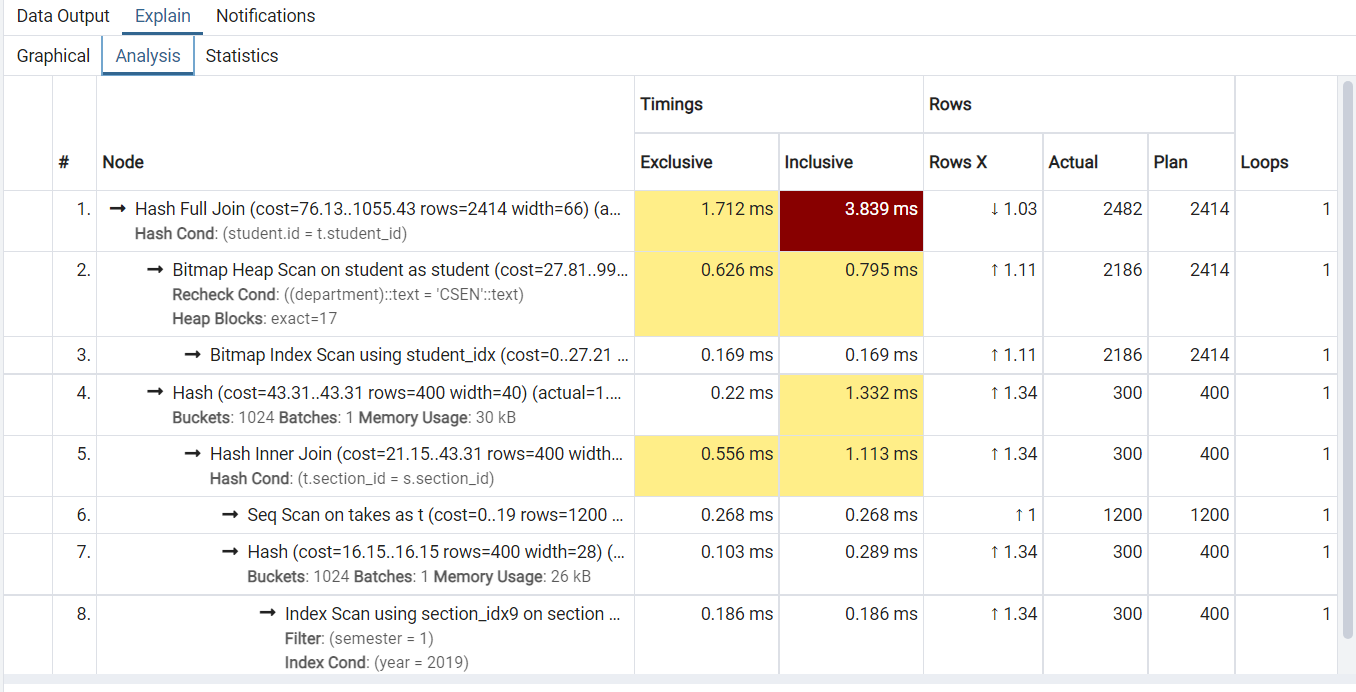 Data Output Explain Notifications
Graphical Analysis Statistics
Timings Rows
# Node Exclusive Inclusive Rows X Actual Plan Loops
1. → Hash Full Join (cost=76.13..1055.43 rows=2414 width=66) (a... 1.712 ms 3.839 ms ↓ 1.03 2482 2414 1
Hash Cond: (student.id = t.student_id)
2. → Bitmap Heap Scan on student as student (cost=27.81..99... 0.626 ms 0.795 ms ↑ 1.11 2186 2414 1
Recheck Cond: ((department)::text = 'CSEN'::text)
Heap Blocks: exact=17
3. → Bitmap Index Scan using student_idx (cost=0..27.21 ... 0.169 ms 0.169 ms ↑ 1.11 2186 2414 1
4. → Hash (cost=43.31..43.31 rows=400 width=40) (actual=1.... 0.22 ms 1.332 ms ↑ 1.34 300 400 1
Buckets: 1024 Batches: 1 Memory Usage: 30 kB
5. → Hash Inner Join (cost=21.15..43.31 rows=400 width... 0.556 ms 1.113 ms ↑ 1.34 300 400 1
Hash Cond: (t.section_id = s.section_id)
6. → Seq Scan on takes as t (cost=0..19 rows=1200 ... 0.268 ms 0.268 ms ↑ 1 1200 1200 1
7. → Hash (cost=16.15..16.15 rows=400 width=28) (... 0.103 ms 0.289 ms ↑ 1.34 300 400 1
Buckets: 1024 Batches: 1 Memory Usage: 26 kB
8. → Index Scan using section_idx9 on section ... 0.186 ms 0.186 ms ↑ 1.34 300 400 1
Filter: (semester = 1)
Index Cond: (year = 2019)